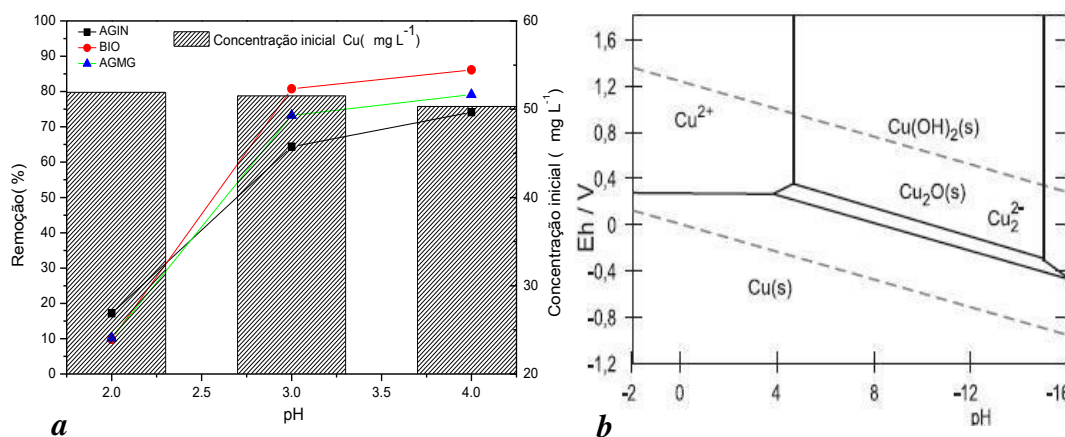 AGIN
BIO
AGMG
Concentração inicial Cu( mg L⁻¹)
Remoção( %)
100
90
80
70
60
50
40
30
20
10
0
60
50
40
30
20
Concentração inicial ( mg L⁻¹)
2.0 2.5 3.0 3.5 4.0
pH
a
Eh / V
1,6
1,2
0,8
0,4
0
-0,4
-0,8
-1,2
Cu²⁺
Cu(OH)₂(s)
Cu₂O(s)
Cu₂²⁻
Cu(s)
-2 0 4 8 -12 -16
pH
b